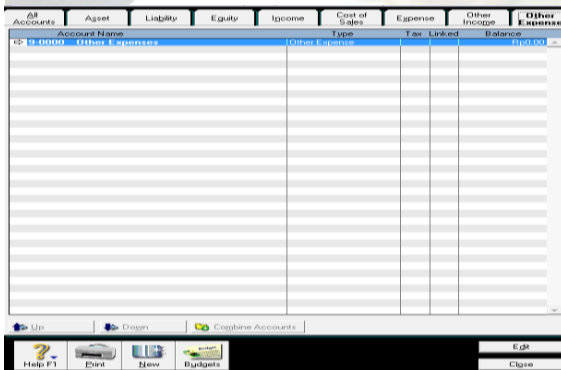 All Accounts Asset Liability Equity Income Cost of Sales Expense Other Income Other Expense
Account Name Type Tax Linked Balance
9-0000 Other Expenses Other Expense Rp0.00
Up Down Combine Accounts
Help F1 Print New Budgets Edit
Close